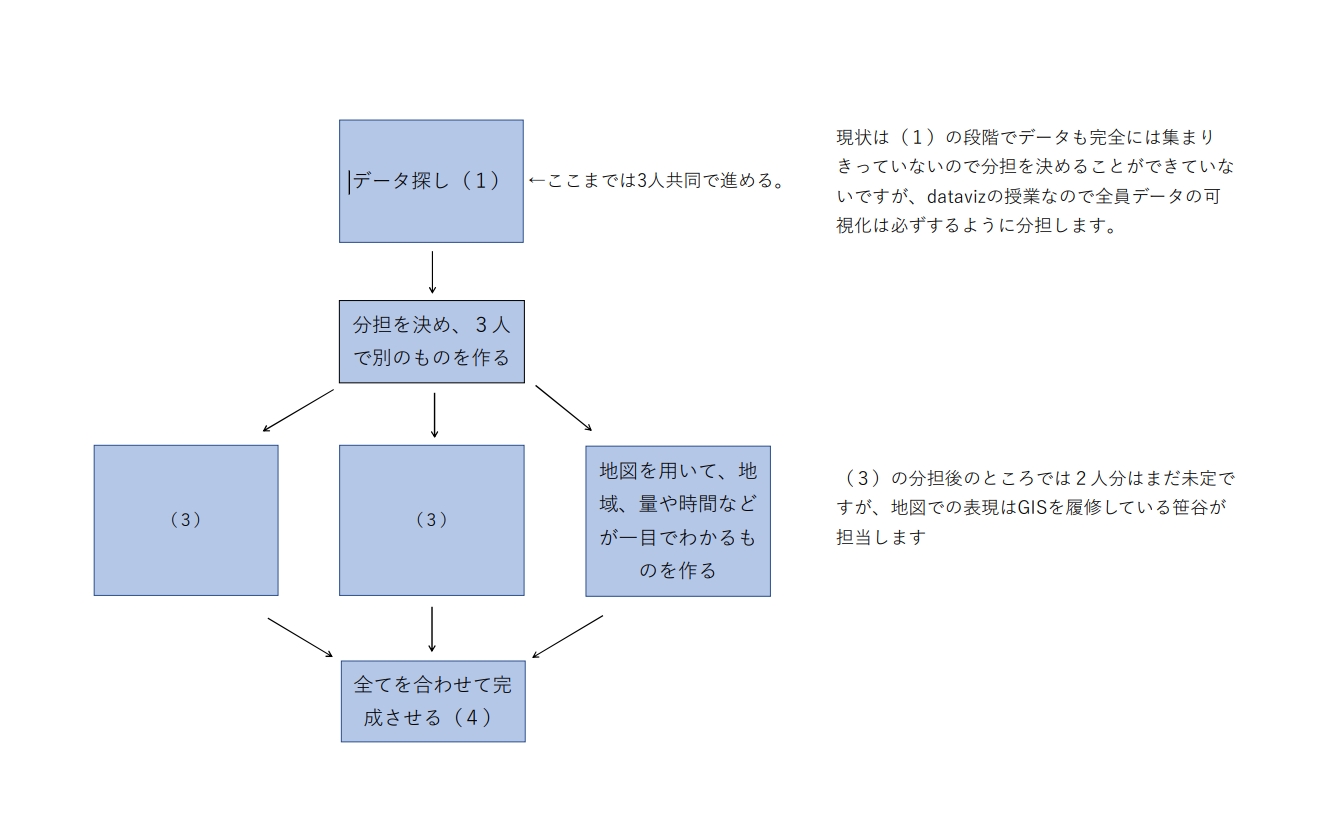 データ探し（１）
←ここまでは3人共同で進める。
現状は（１）の段階でデータも完全には集まり
きっていないので分担を決めることができていな
いですが、datavizの授業なので全員データの可
視化は必ずするように分担します。
分担を決め、３人
で別のものを作る
（3）
（3）
地図を用いて、地
域、量や時間など
が一目でわかるも
のを作る
（３）の分担後のところでは２人分はまだ未定で
すが、地図での表現はGISを履修している笹谷が
担当します
全てを合わせて完
成させる（４）